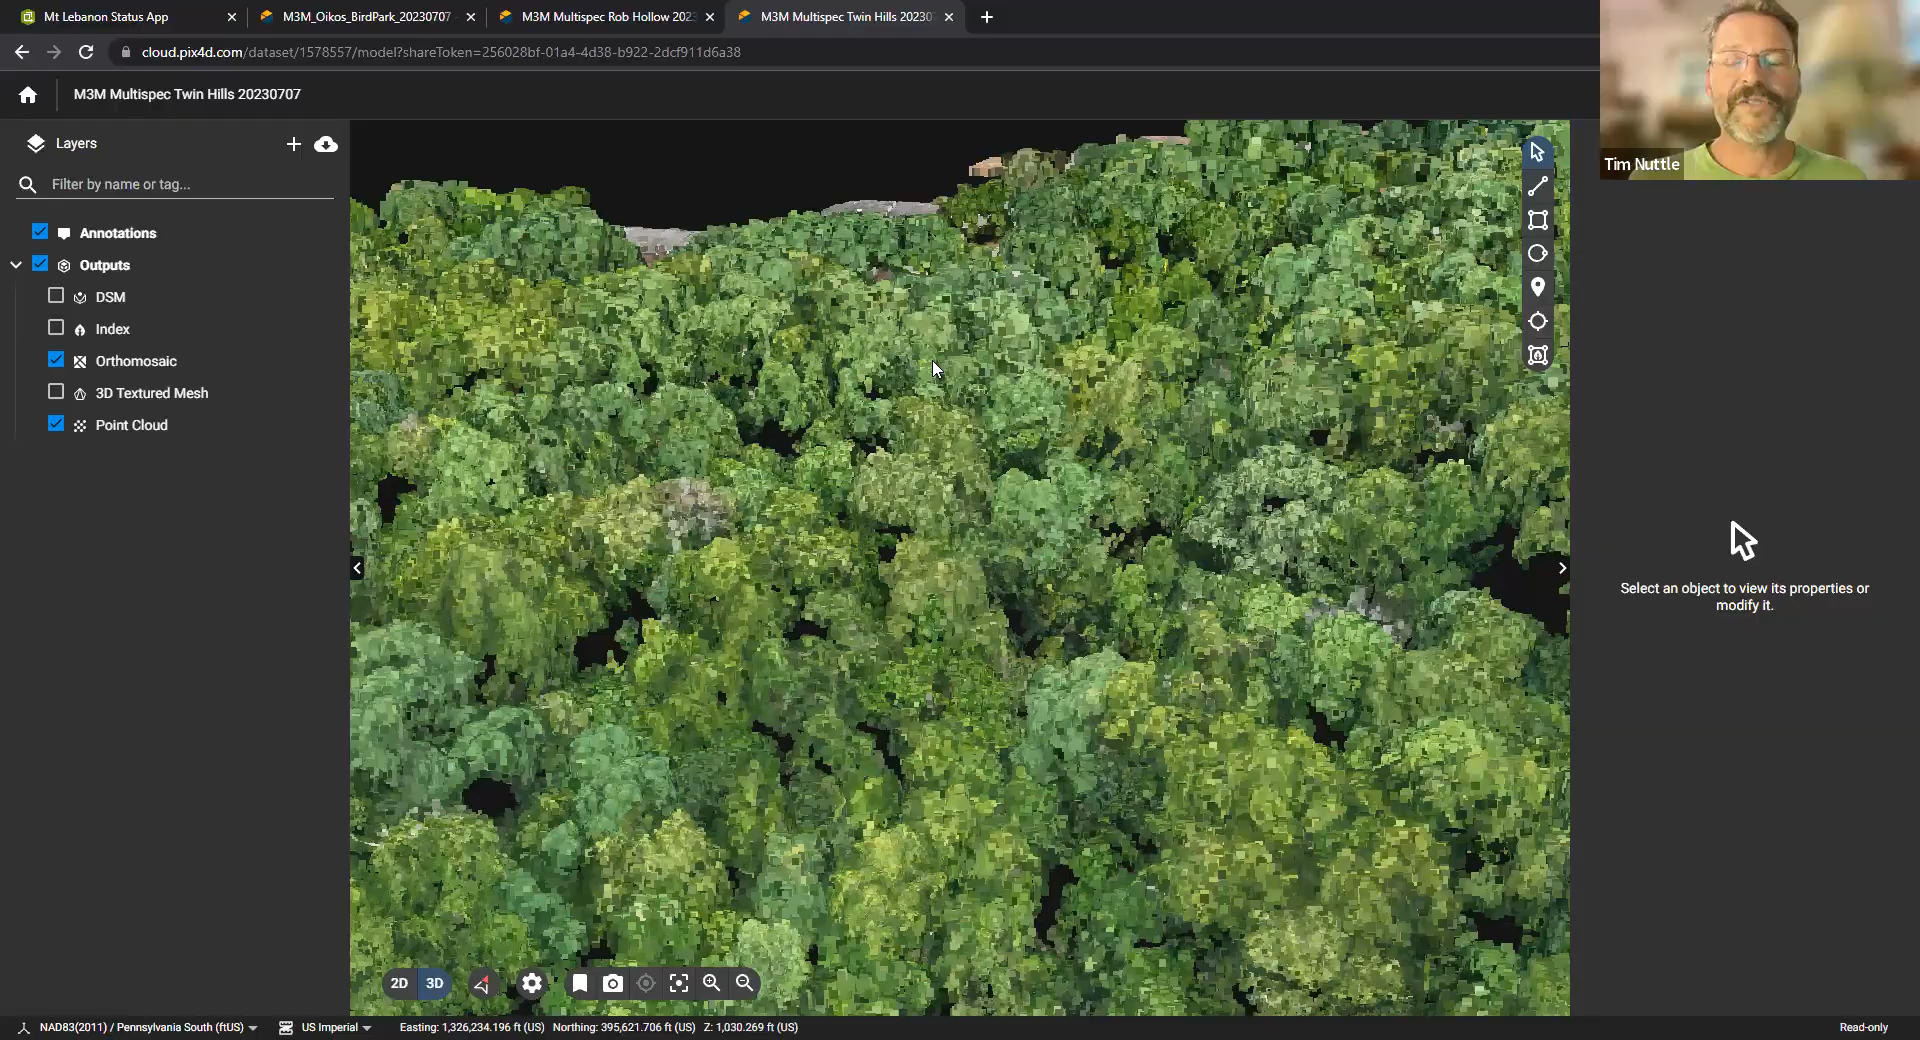 Mt Lebanon Status App
M3M_Oikos_BirdPark_20230707
M3M Multispec Rob Hollow 202
M3M Multispec Twin Hills 20230
cloud.pix4d.com/dataset/1578557/model?shareToken=256028bf-01a4-4d38-b922-2dcf911d6a38
M3M Multispec Twin Hills 20230707
Tim Nuttle
Layers
Filter by name or tag...
Annotations
Outputs
DSM
Index
Orthomosaic
3D Textured Mesh
Point Cloud
Select an object to view its properties or
modify it.
2D 3D
NAD83(2011) / Pennsylvania South (ftUS) US Imperial Easting: 1,326,234.196 ft (US) Northing: 395,621.706 ft (US) Z: 1,030.269 ft (US) Read-only